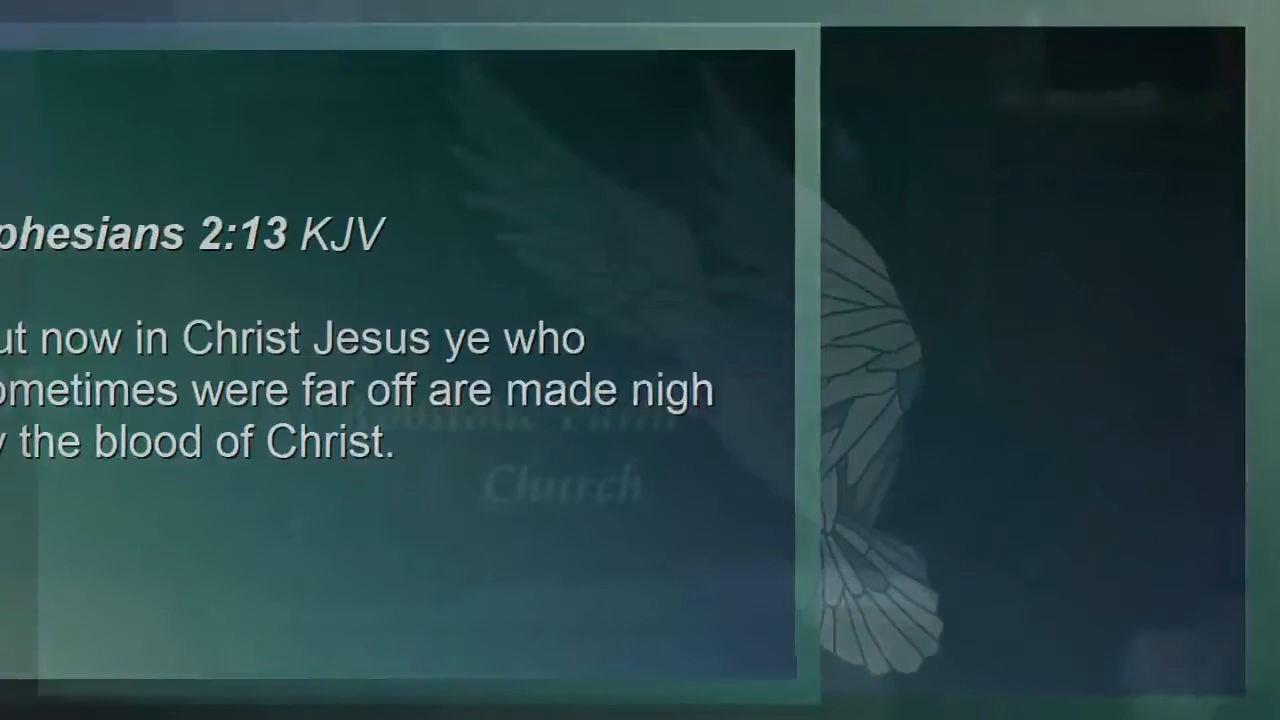 phesians 2:13 KJV
ut now in Christ Jesus ye who
ometimes were far off are made nigh
the blood of Christ.
Church